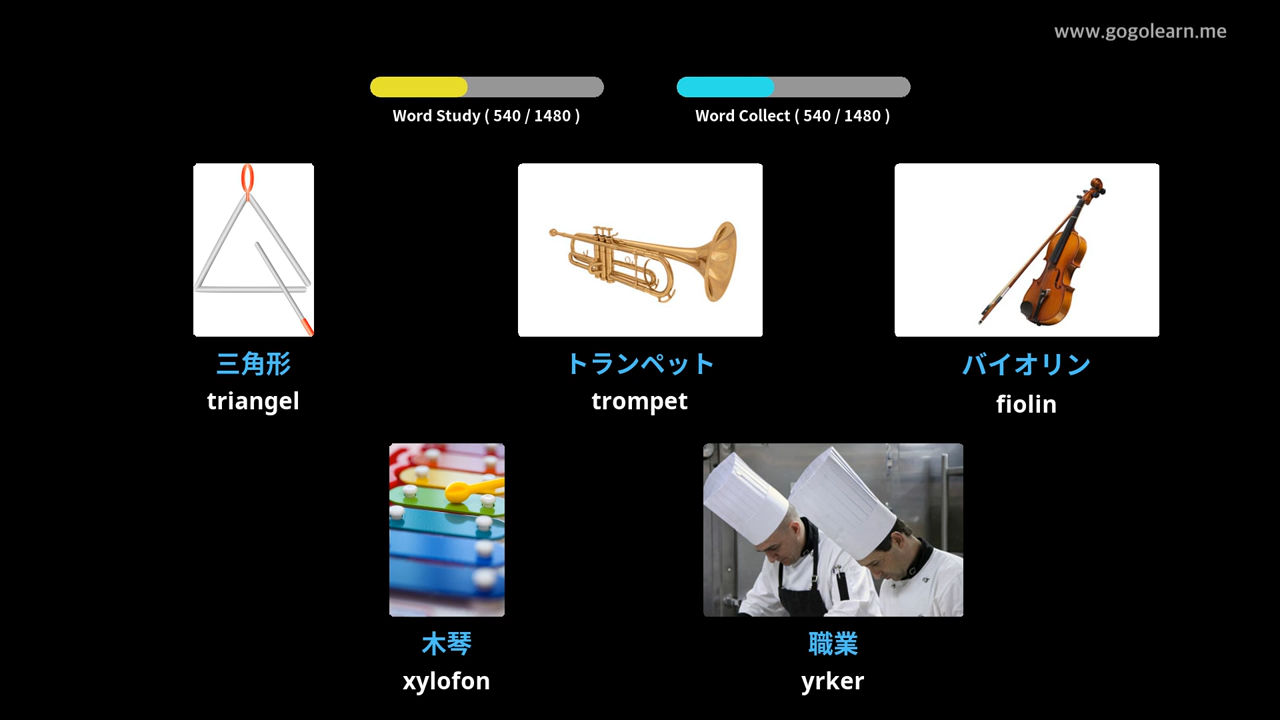 www.gogolearn.me
Word Study ( 540 / 1480 )
Word Collect ( 540 / 1480 )
三角形
triangel
トランペット
trompet
バイオリン
fiolin
木琴
xylofon
職業
yrker